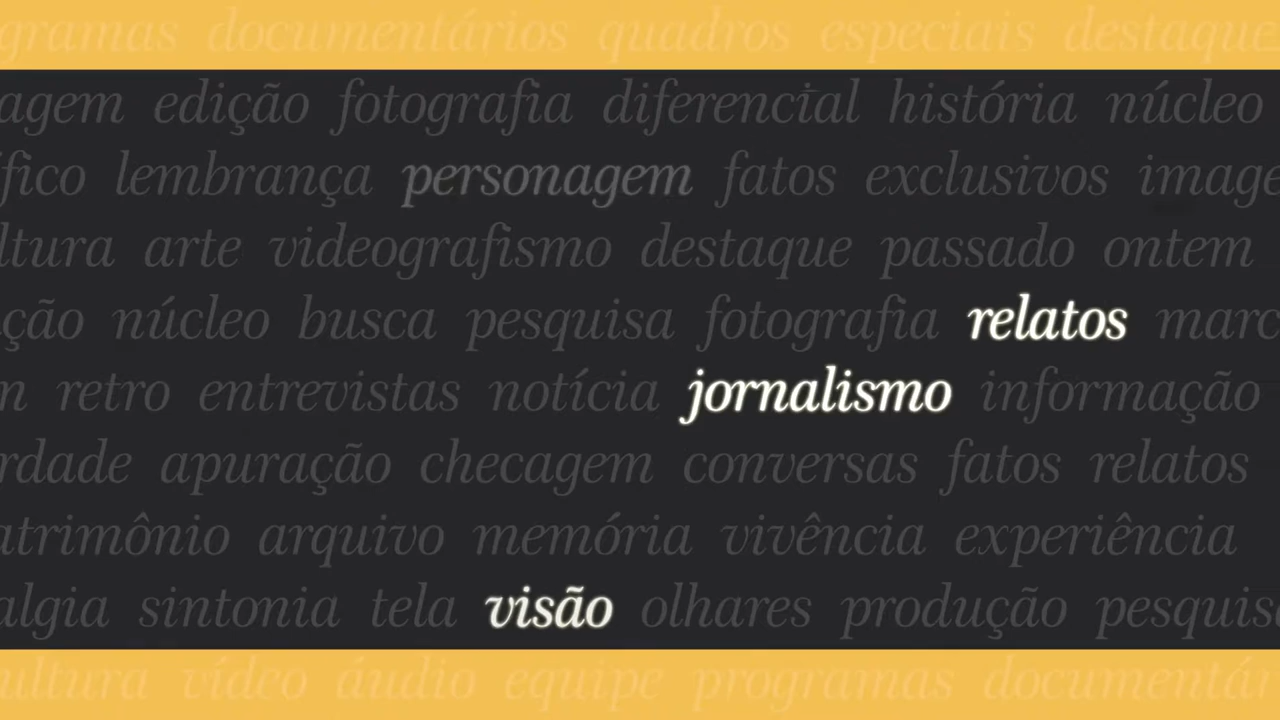 gramas documentários quadros especiais destaque
agem edição fotografia diferencial história núcleo
fico lembrança personagem fatos exclusivos image
ltura arte videografismo destaque passado ontem
ção núcleo busca pesquisa fotografia relatos marc
n retro entrevistas notícia jornalismo informação
rdade apuração checagem conversas fatos relatos
atrimônio arquivo memória vivência experiência
algia sintonia tela visão olhares produção pesquis
ultura vídeo áudio equipe programas documentár